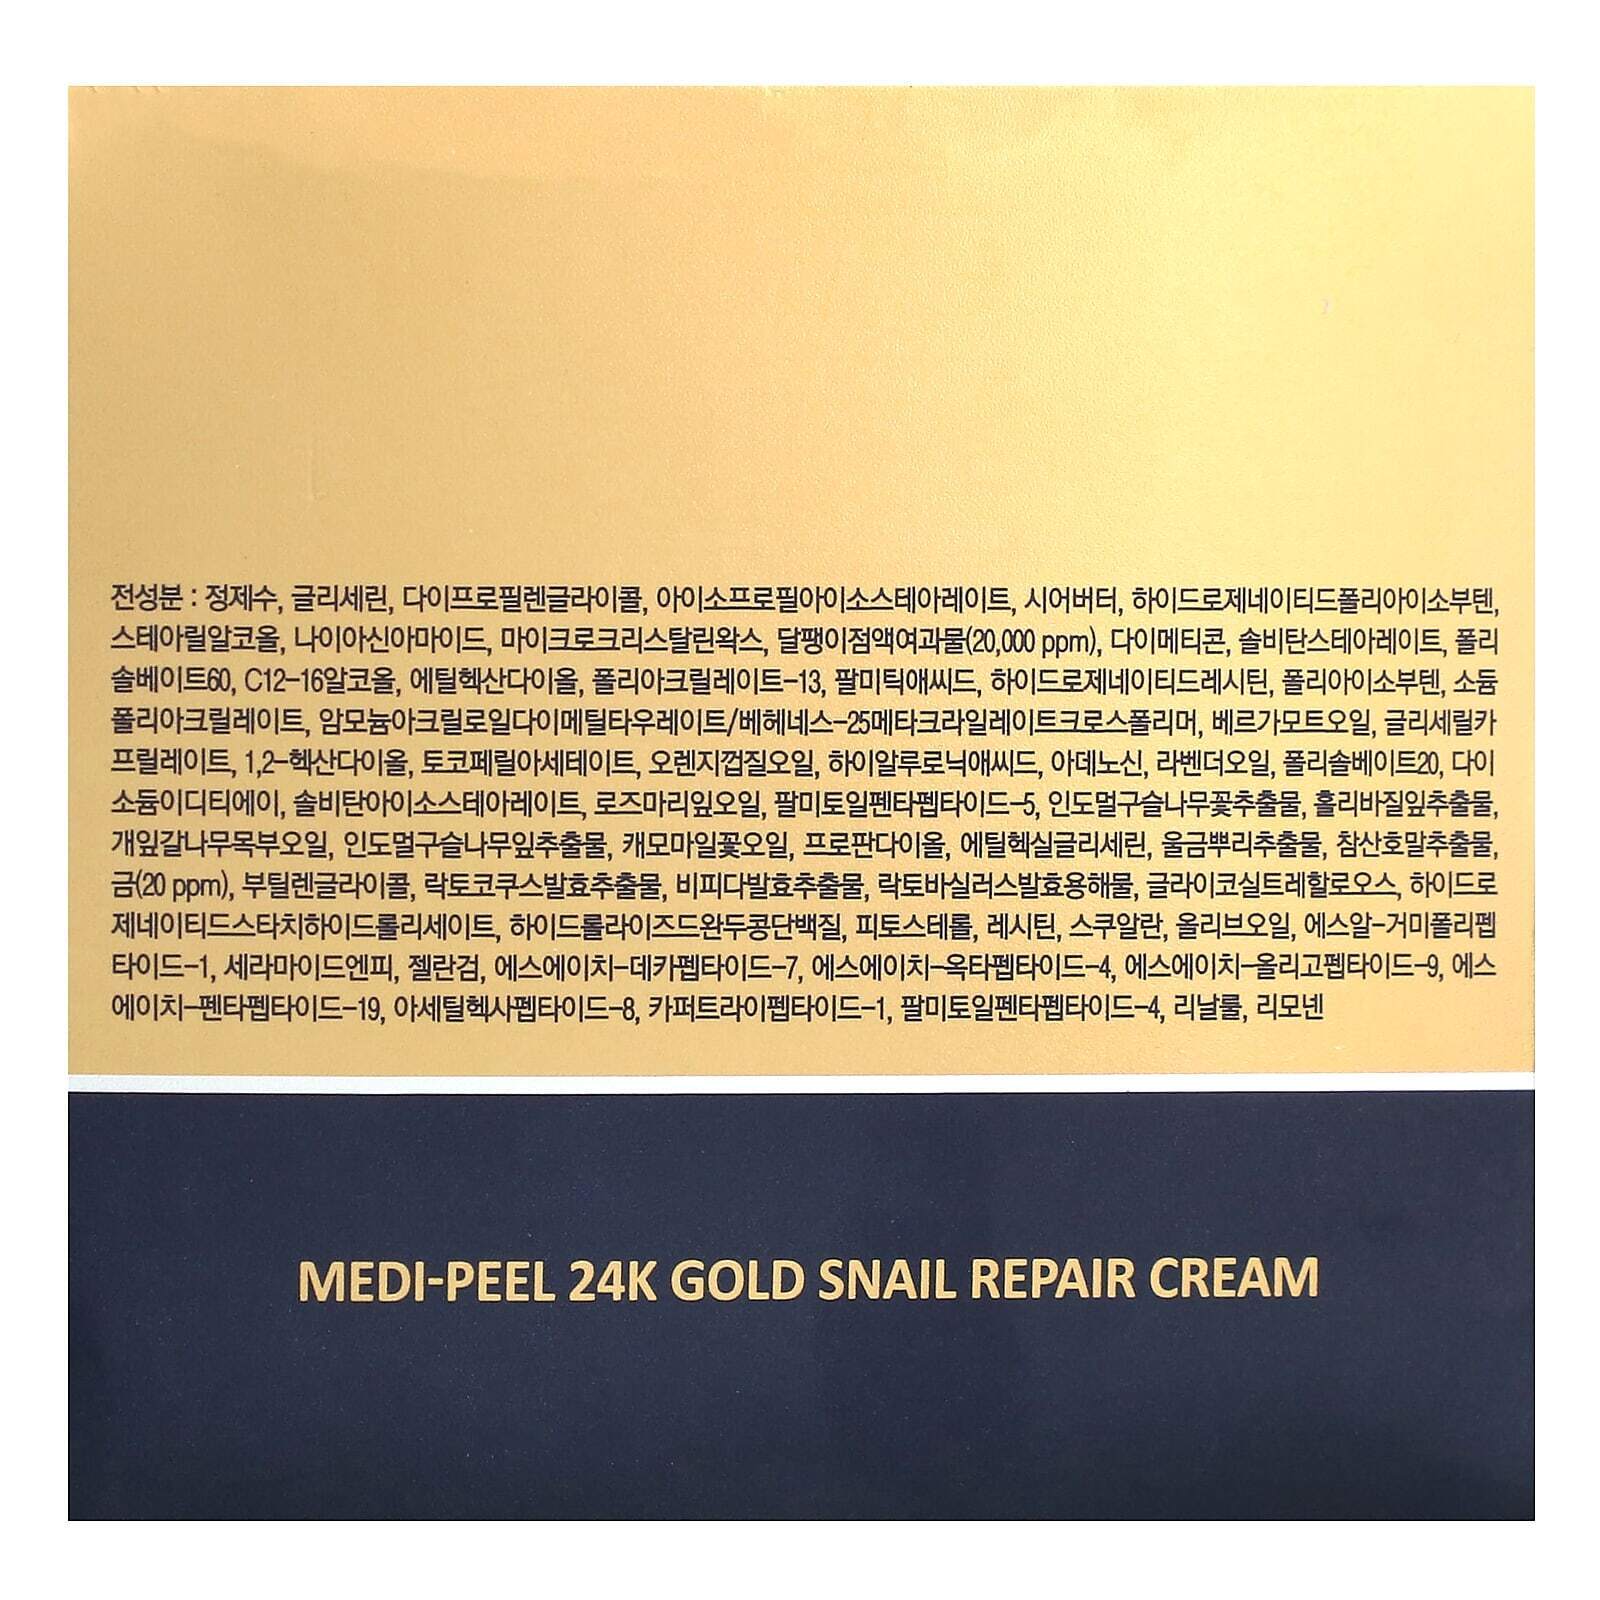 전성분 : 정제수, 글리세린, 다이프로필렌글라이콜, 아이소프로필아이소스테아레이트, 시어버터, 하이드로제네이티드폴리아이소부텐,
스테아릴알코올, 나이아신아마이드, 마이크로크리스탈린왁스, 달팽이점액여과물(20,000 ppm), 다이메티콘, 솔비탄스테아레이트, 폴리
솔베이트60, C12-16알코올, 에틸헥산다이올, 폴리아크릴레이트-13, 팔미틱애씨드, 하이드로제네이티드레시틴, 폴리아이소부텐, 소듐
폴리아크릴레이트, 암모늄아크릴로일다이메틸타우레이트/베헤네스-25메타크라일레이트크로스폴리머, 베르가모트오일, 글리세릴카
프릴레이트, 1,2-헥산다이올, 토코페릴아세테이트, 오렌지껍질오일, 하이알루로닉애씨드, 아데노신, 라벤더오일, 폴리솔베이트20, 다이
소듐이디티에이, 솔비탄아이소스테아레이트, 로즈마리잎오일, 팔미토일펜타펩타이드-5, 인도멀구슬나무꽃추출물, 홀리바질잎추출물,
개잎갈나무목부오일, 인도멀구슬나무잎추출물, 캐모마일꽃오일, 프로판다이올, 에틸헥실글리세린, 울금뿌리추출물, 참산호말추출물,
금(20 ppm), 부틸렌글라이콜, 락토코쿠스발효추출물, 비피다발효추출물, 락토바실러스발효용해물, 글라이코실트레할로오스, 하이드로
제네이티드스타치하이드롤리세이트, 하이드롤라이즈드완두콩단백질, 피토스테롤, 레시틴, 스쿠알란, 올리브오일, 에스알-거미폴리펩
타이드-1, 세라마이드엔피, 젤란검, 에스에이치-데카펩타이드-7, 에스에이치-옥타펩타이드-4, 에스에이치-올리고펩타이드-9, 에스
에이치-펜타펩타이드-19, 아세틸헥사펩타이드-8, 카퍼트라이펩타이드-1, 팔미토일펜타펩타이드-4, 리날룰, 리모넨
MEDI-PEEL 24K GOLD SNAIL REPAIR CREAM